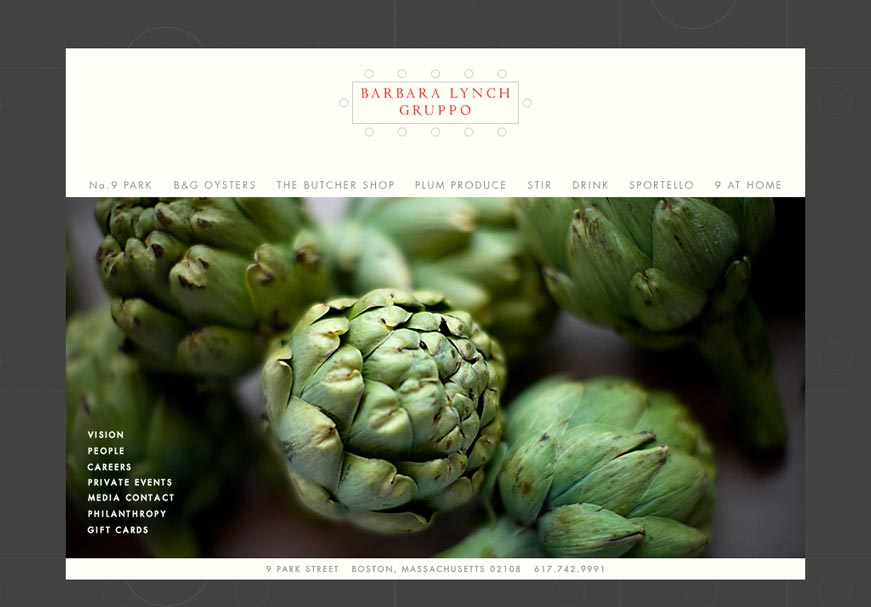 BARBARA LYNCH
GRUPPO
No.9 PARK B&G OYSTERS THE BUTCHER SHOP PLUM PRODUCE STIR DRINK SPORTELLO 9 AT HOME
VISION
PEOPLE
CAREERS
PRIVATE EVENTS
MEDIA CONTACT
PHILANTHROPY
GIFT CARDS
9 PARK STREET BOSTON, MASSACHUSETTS 02108 617.742.9991